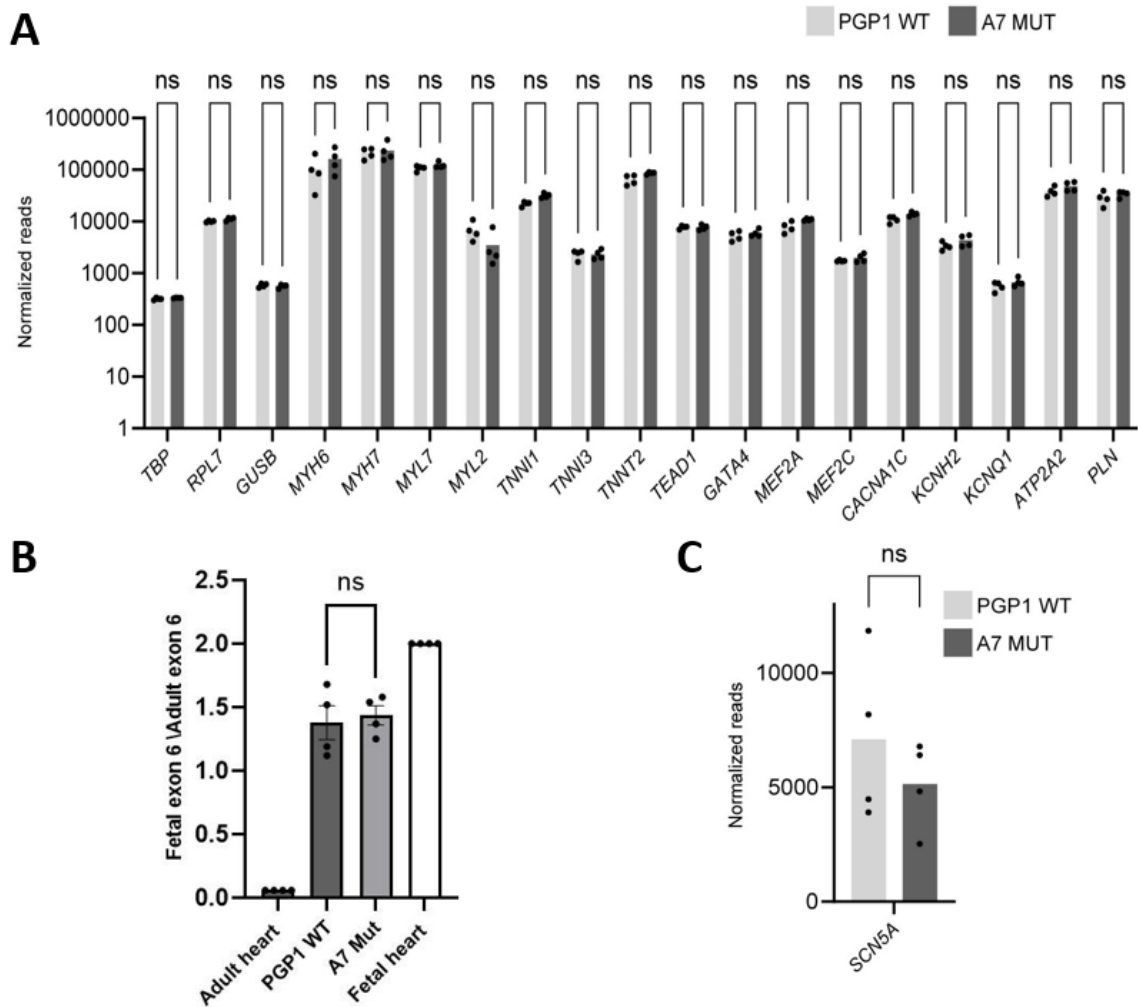 A
PGP1 WT A7 MUT
ns ns ns ns ns ns ns ns ns ns ns ns ns ns ns ns ns ns ns
Normalized reads
1000000
100000
10000
1000
100
10
1
TBP RPL7 GUSB MYH6 MYH7 MYL7 MYL2 TNNI1 TNNI3 TNNT2 TEAD1 GATA4 MEF2A MEF2C CACNA1C KCNH2 KCNQ1 ATP2A2 PLN
B
ns
Fetal exon 6 \Adult exon 6
2.5
2.0
1.5
1.0
0.5
0.0
Adult heart PGP1 WT A7 Mut Fetal heart
C
ns
PGP1 WT
A7 MUT
Normalized reads
10000
5000
0
SCN5A